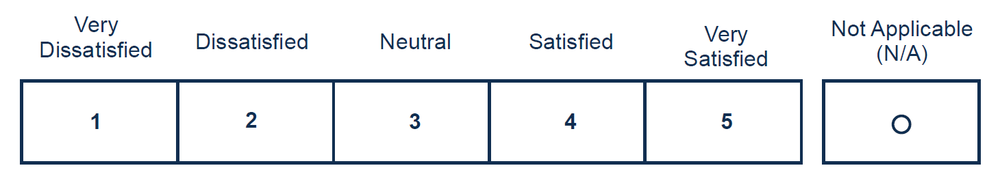 Very
Dissatisfied
Dissatisfied
Neutral
Satisfied
Very
Satisfied
Not Applicable
(N/A)
1 2 3 4 5